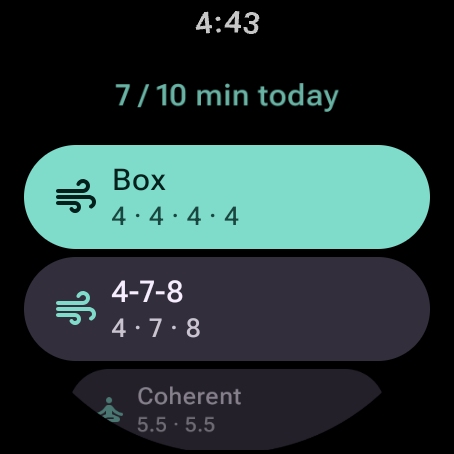 4:43
7 / 10 min today
Box
4 · 4 · 4 · 4
4-7-8
4 · 7 · 8
Coherent
5.5 · 5.5